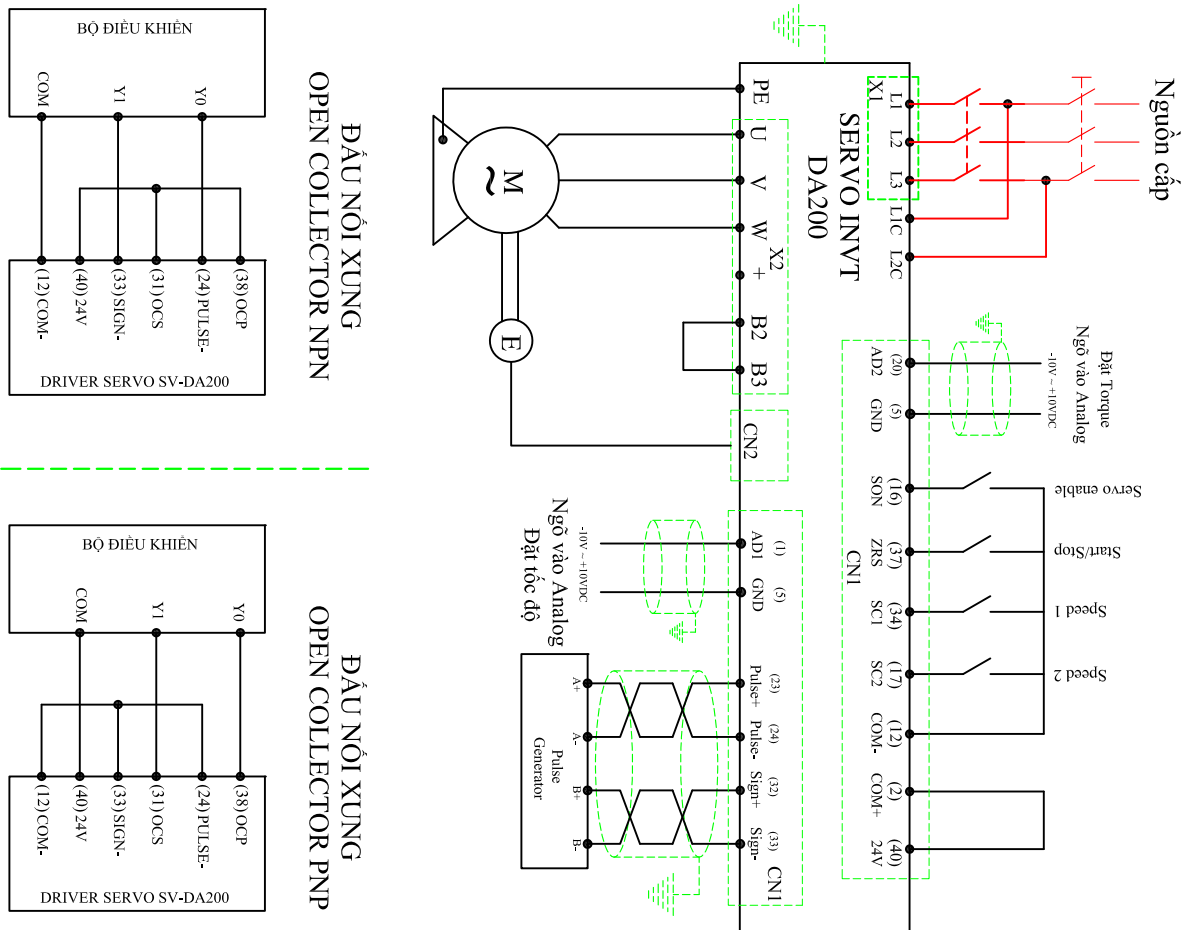 Nguồn cấp
L1
L2
L3
L1C
L2C
X1
SERVO INVT
DA200
PE
U
V
W
+
B2
B3
X2
CN2
M
~
E
Đặt Torque
Ngõ vào Analog
-10V ~ +10VDC
(20)
AD2
(5)
GND
(16)
SON
(37)
ZRS
(34)
SC1
(17)
SC2
(12)
COM-
(2)
COM+
(40)
24V
CN1
Servo enable
Start/Stop
Speed 1
Speed 2
(1)
AD1
(5)
GND
(23)
Pulse+
(24)
Pulse-
(32)
Sign+
(33)
Sign-
CN1
-10V ~ +10VDC
Ngõ vào Analog
Đặt tốc độ
A+
A-
B+
B-
Pulse
Generator
ĐẤU NỐI XUNG
OPEN COLLECTOR NPN
BỘ ĐIỀU KHIỂN
COM
Y1
Y0
(12) COM-
(40) 24V
(33) SIGN-
(31) OCS
(24) PULSE-
(38) OCP
DRIVER SERVO SV-DA200
ĐẤU NỐI XUNG
OPEN COLLECTOR PNP
BỘ ĐIỀU KHIỂN
COM
Y1
Y0
(12) COM-
(40) 24V
(33) SIGN-
(31) OCS
(24) PULSE-
(38) OCP
DRIVER SERVO SV-DA200